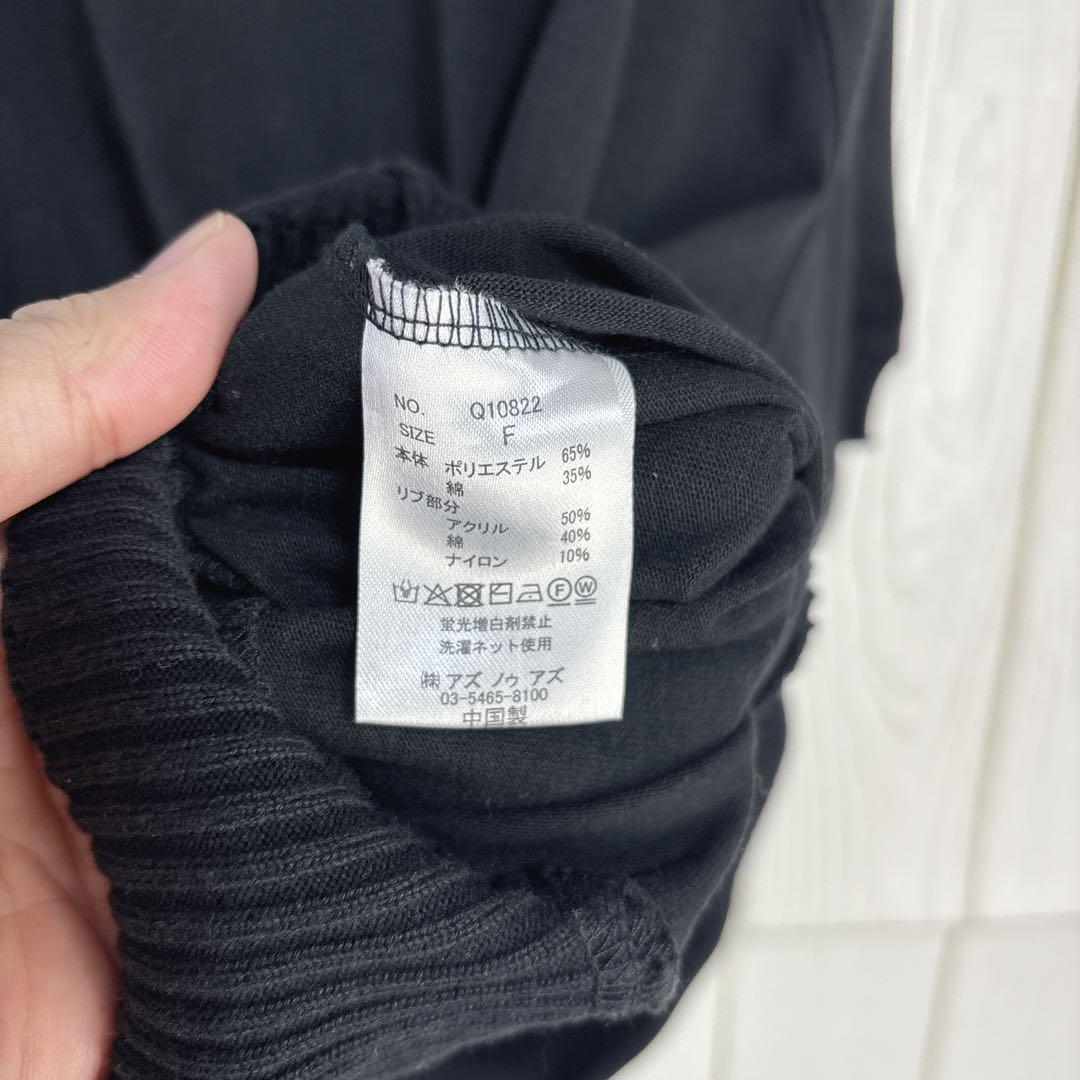 NO. Q10822
SIZE F
本体 ポリエステル 65%
綿 35%
リブ部分
アクリル 50%
綿 40%
ナイロン 10%
Ⓕ Ⓦ
蛍光増白剤禁止
洗濯ネット使用
㈱ アズ ノゥ アズ
03-5465-8100
中国製